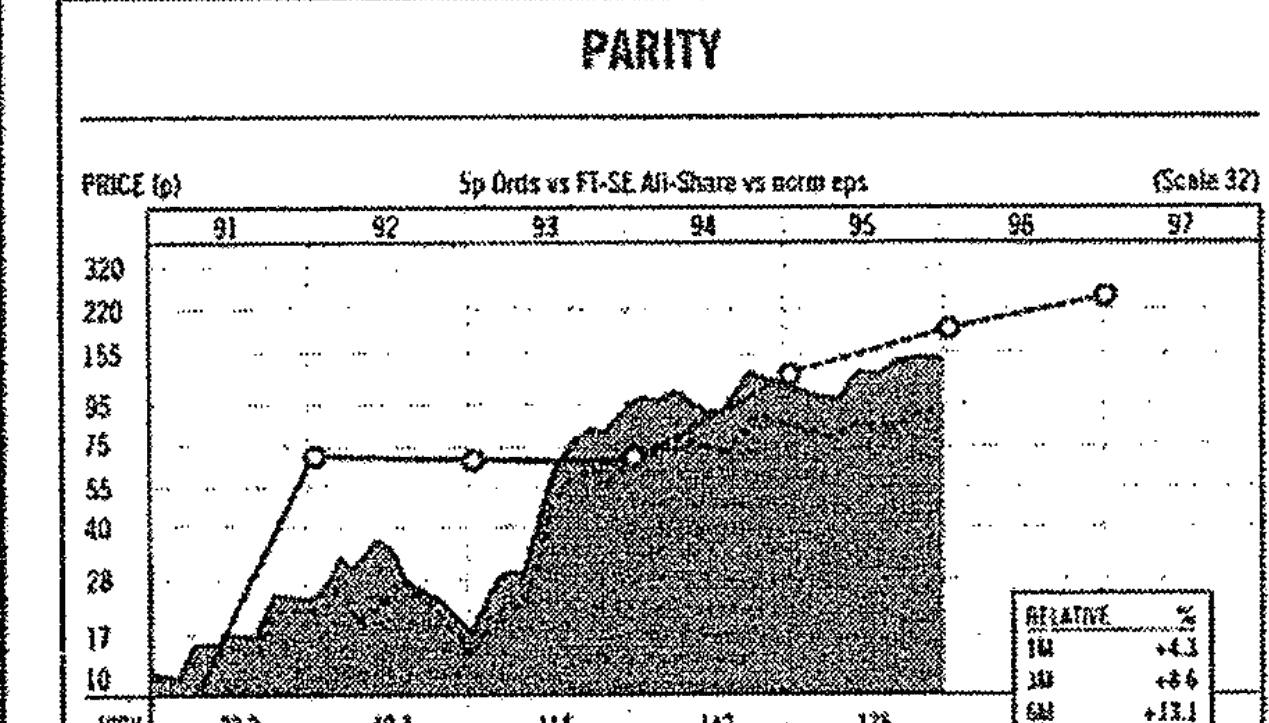 PARITY
PRICE (p) 5p Ords vs FT-SE All-Share vs norm eps (Scale 32)
91 92 93 94 95 96 97
320
220
155
95
75
55
40
28
17
10
RELATIVE %
1M +4.3
3M
6M +13.1